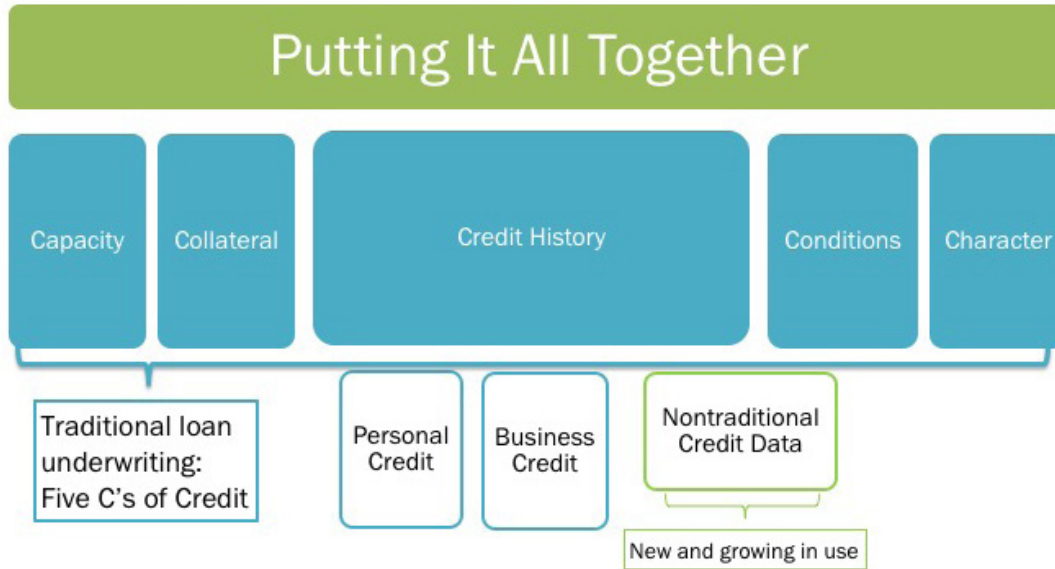 Putting It All Together
Capacity
Collateral
Credit History
Conditions
Character
Traditional loan
underwriting:
Five C's of Credit
Personal
Credit
Business
Credit
Nontraditional
Credit Data
New and growing in use